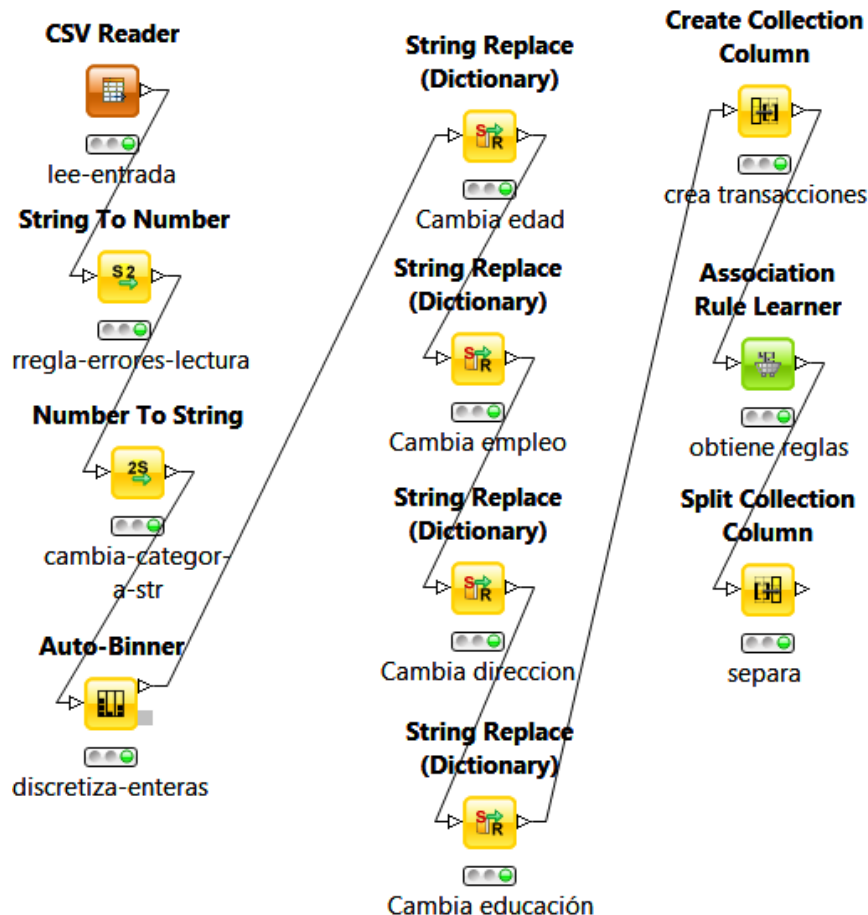 CSV Reader
lee-entrada
String To Number
rregla-errores-lectura
Number To String
cambia-categor-
a-str
Auto-Binner
discretiza-enteras
String Replace
(Dictionary)
Cambia edad
String Replace
(Dictionary)
Cambia empleo
String Replace
(Dictionary)
Cambia direccion
String Replace
(Dictionary)
Cambia educación
Create Collection
Column
crea transacciones
Association
Rule Learner
obtiene reglas
Split Collection
Column
separa